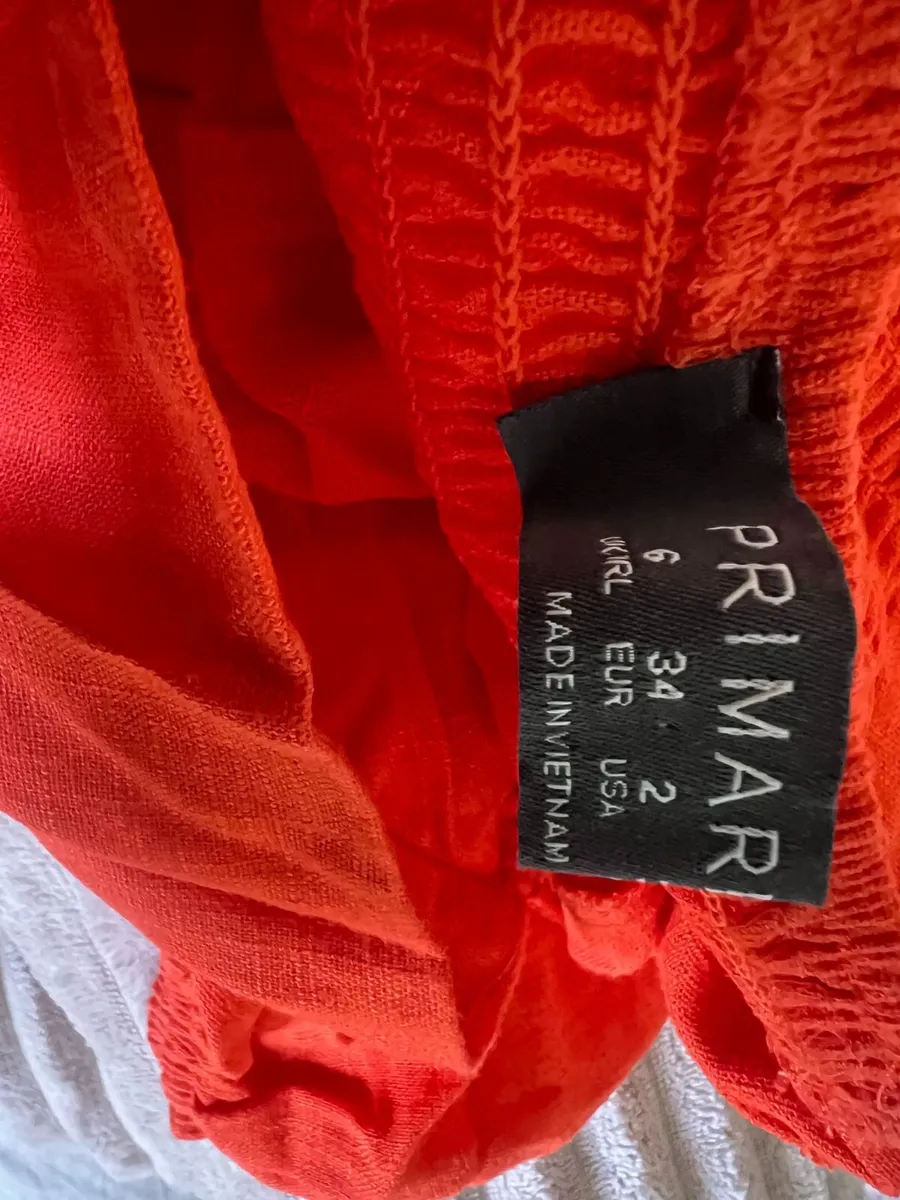 PRIMAR
6 34 2
UK/IRL EUR USA
MADE IN VIETNAM